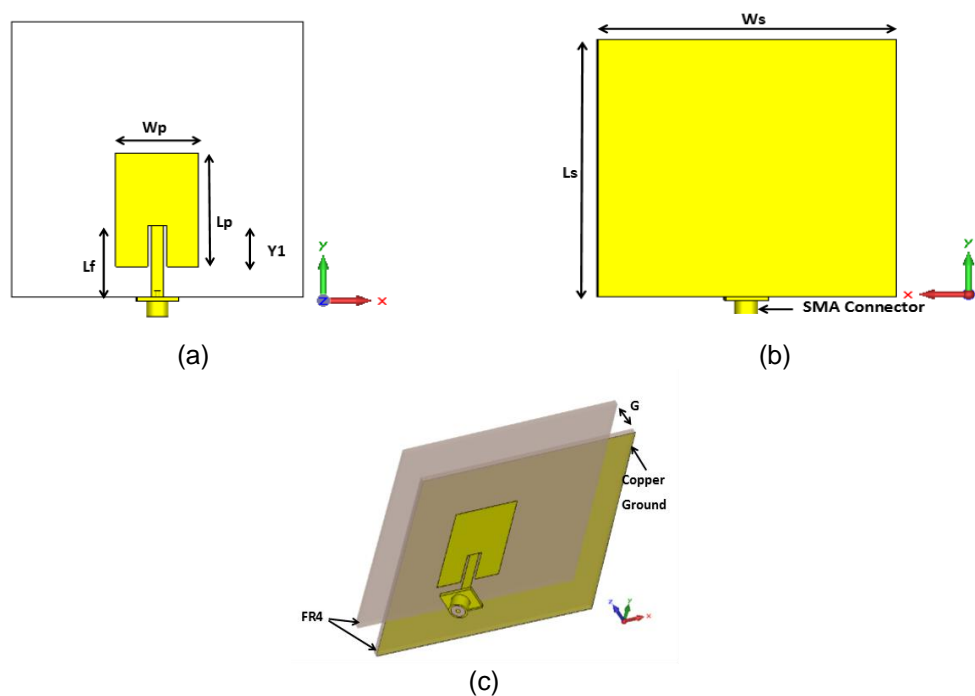 Wp
Lp
Lf
Y1
Y
Z
X
(a)
Ws
Ls
Y
X
SMA Connector
(b)
G
Copper
Ground
FR4
Z
Y
X
(c)